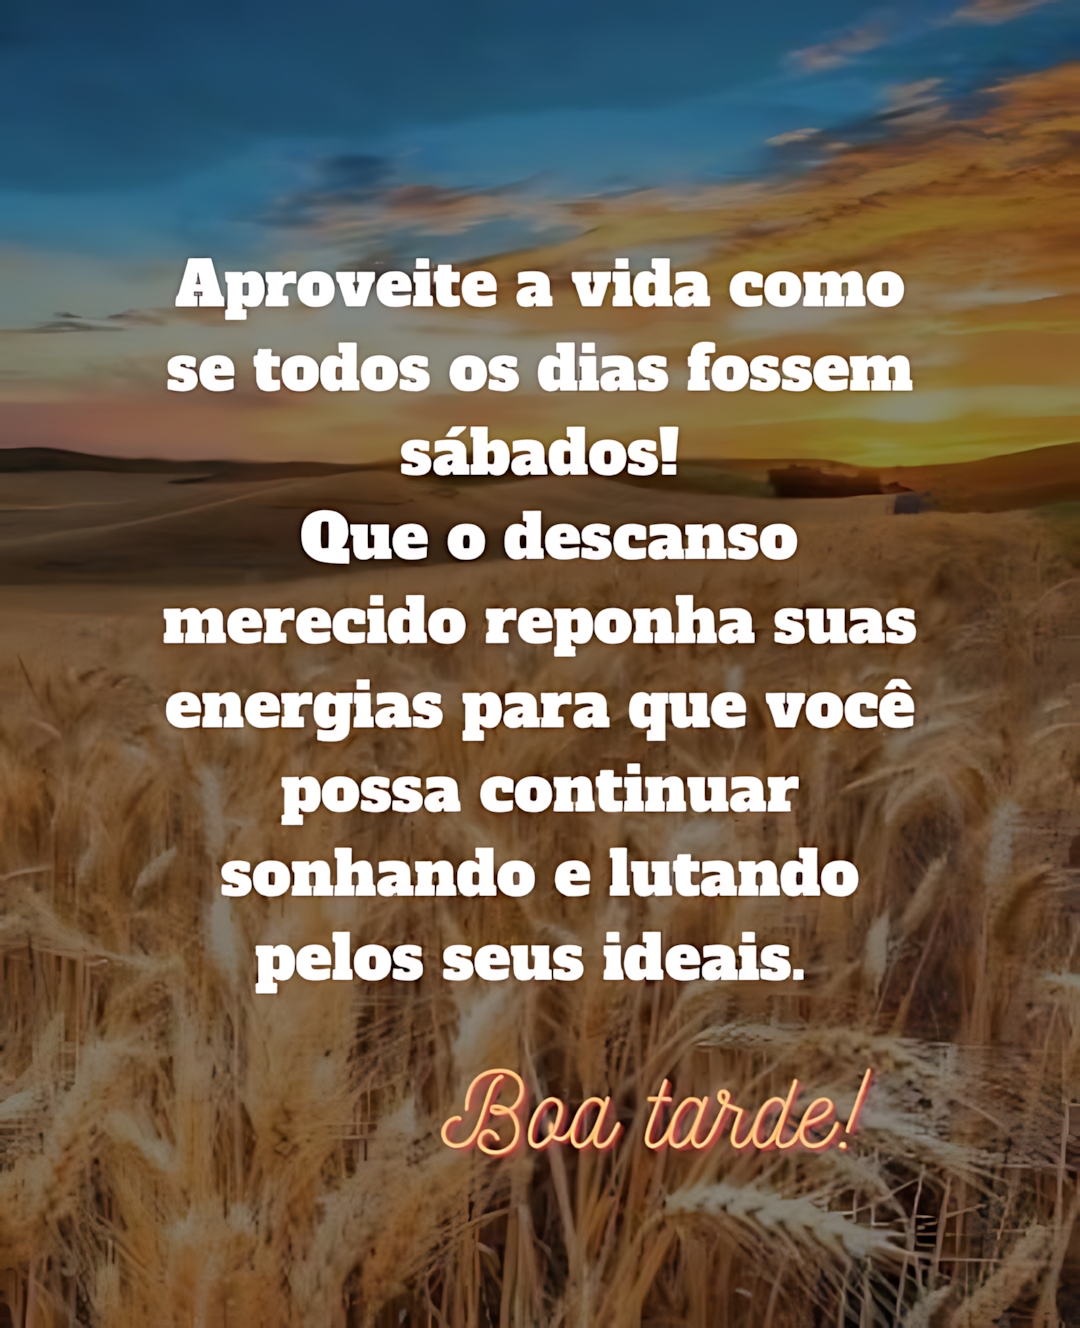 Aproveite a vida como
se todos os dias fossem
sábados!
Que o descanso
merecido reponha suas
energias para que você
possa continuar
sonhando e lutando
pelos seus ideais.
Boa tarde!